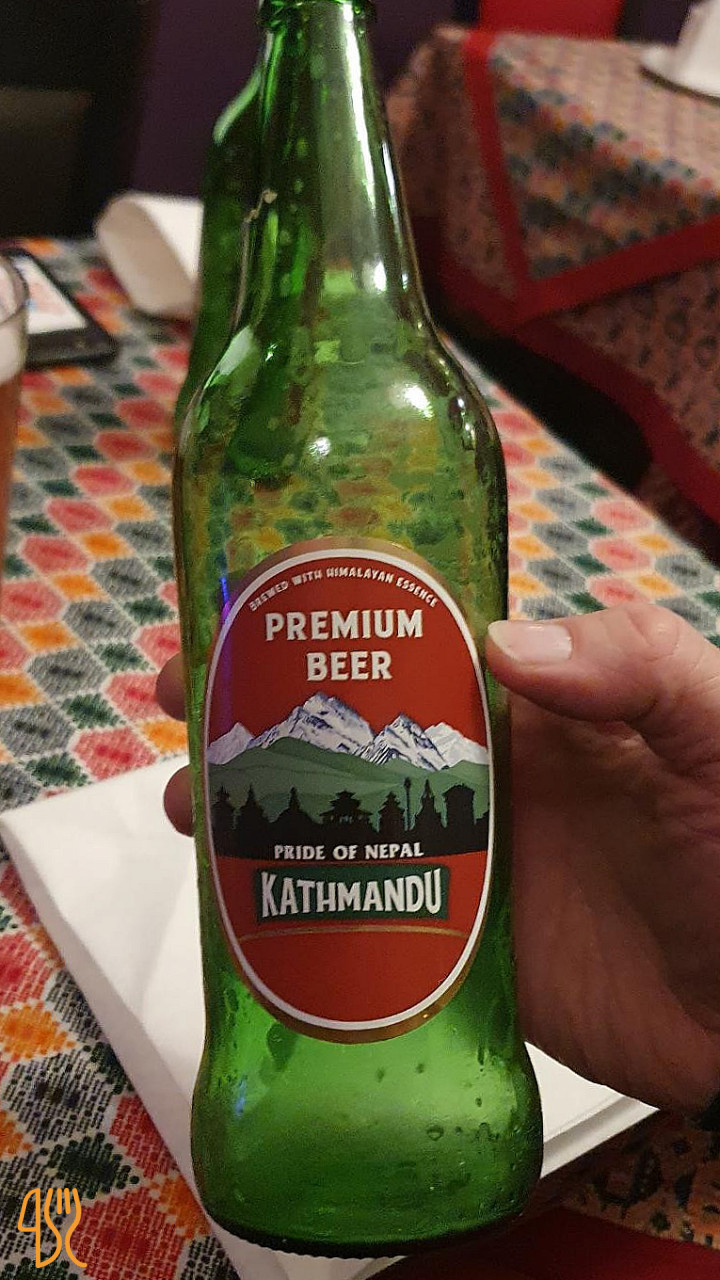 BREWED WITH HIMALAYAN ESSENCE
PREMIUM
BEER
PRIDE OF NEPAL
KATHMANDU